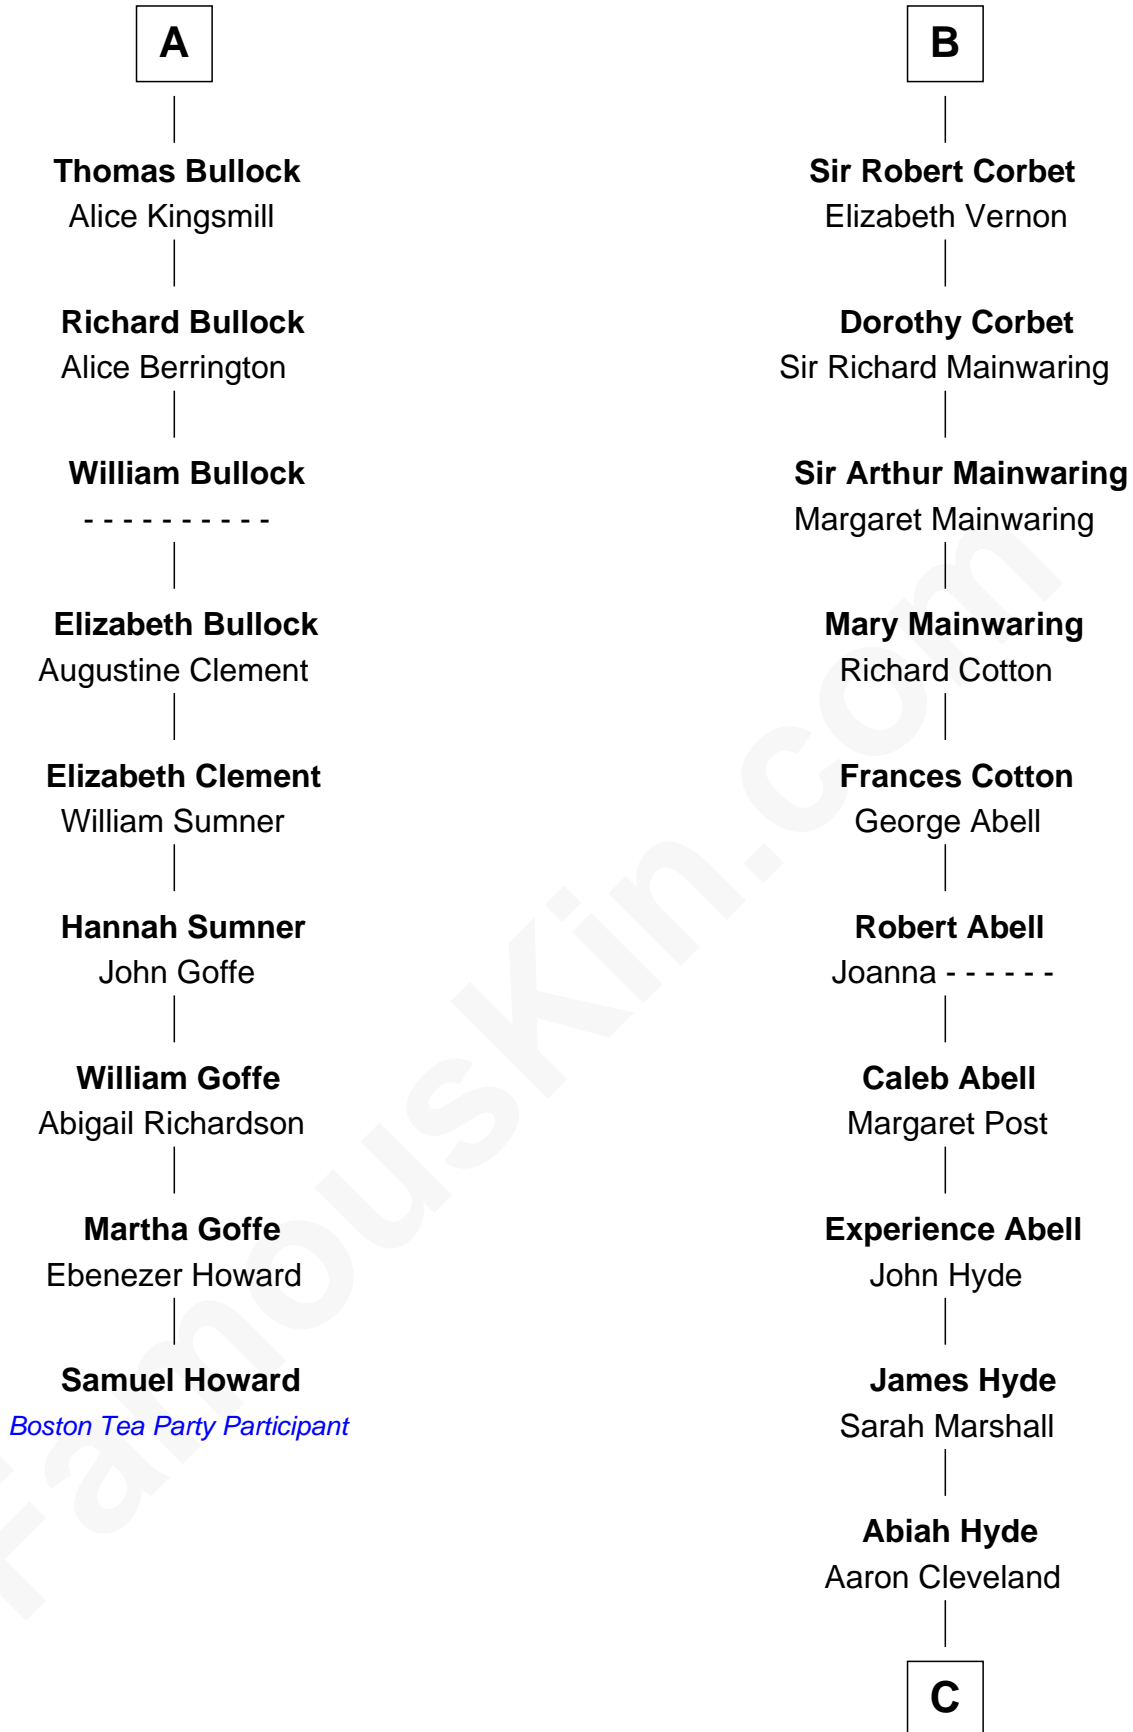 A
Thomas Bullock
Alice Kingsmill
Richard Bullock
Alice Berrington
William Bullock
- - - - - - - - - -
Elizabeth Bullock
Augustine Clement
Elizabeth Clement
William Sumner
Hannah Sumner
John Goffe
William Goffe
Abigail Richardson
Martha Goffe
Ebenezer Howard
Samuel Howard
Boston Tea Party Participant
B
Sir Robert Corbet
Elizabeth Vernon
Dorothy Corbet
Sir Richard Mainwaring
Sir Arthur Mainwaring
Margaret Mainwaring
Mary Mainwaring
Richard Cotton
Frances Cotton
George Abell
Robert Abell
Joanna - - - - - -
Caleb Abell
Margaret Post
Experience Abell
John Hyde
James Hyde
Sarah Marshall
Abiah Hyde
Aaron Cleveland
C
FamousKin.com